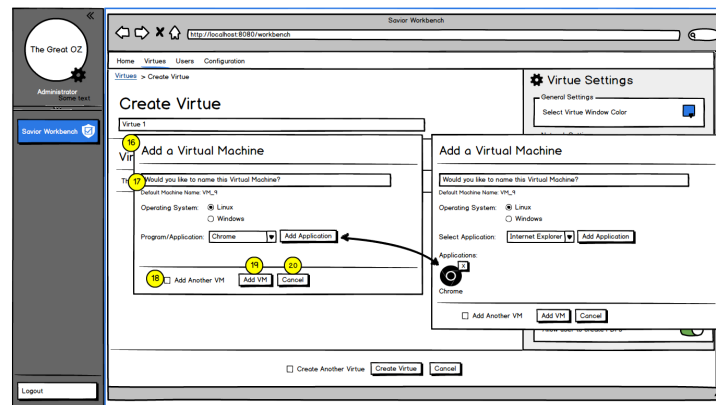 Savior Workbench
http://localhost:8080/workbench
The Great OZ
Administrator
Some text
Savior Workbench
Logout
Home Virtues Users Configuration
Virtues > Create Virtue
Create Virtue
Virtue 1
Virtue Settings
General Settings
Select Virtue Window Color
16
17
Add a Virtual Machine
Would you like to name this Virtual Machine?
Default Machine Name: VM_9
Operating System: Linux
Windows
Program/Application: Chrome Add Application
18 19 20
Add Another VM Add VM Cancel
Add a Virtual Machine
Would you like to name this Virtual Machine?
Default Machine Name: VM_9
Operating System: Linux
Windows
Select Application: Internet Explorer Add Application
Applications:
X
Chrome
Add Another VM Add VM Cancel
Create Another Virtue Create Virtue Cancel